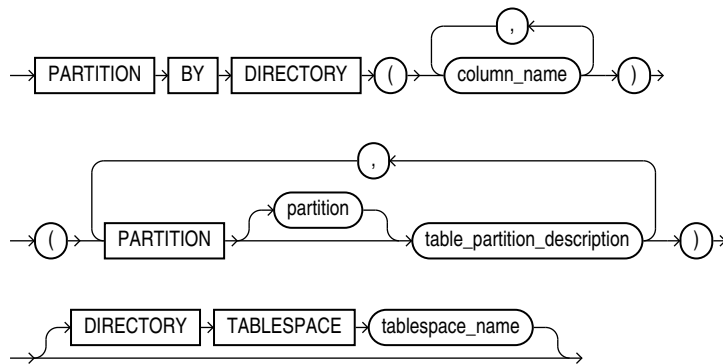 ,
PARTITION BY DIRECTORY ( column_name )
,
partition
( PARTITION table_partition_description )
DIRECTORY TABLESPACE tablespace_name